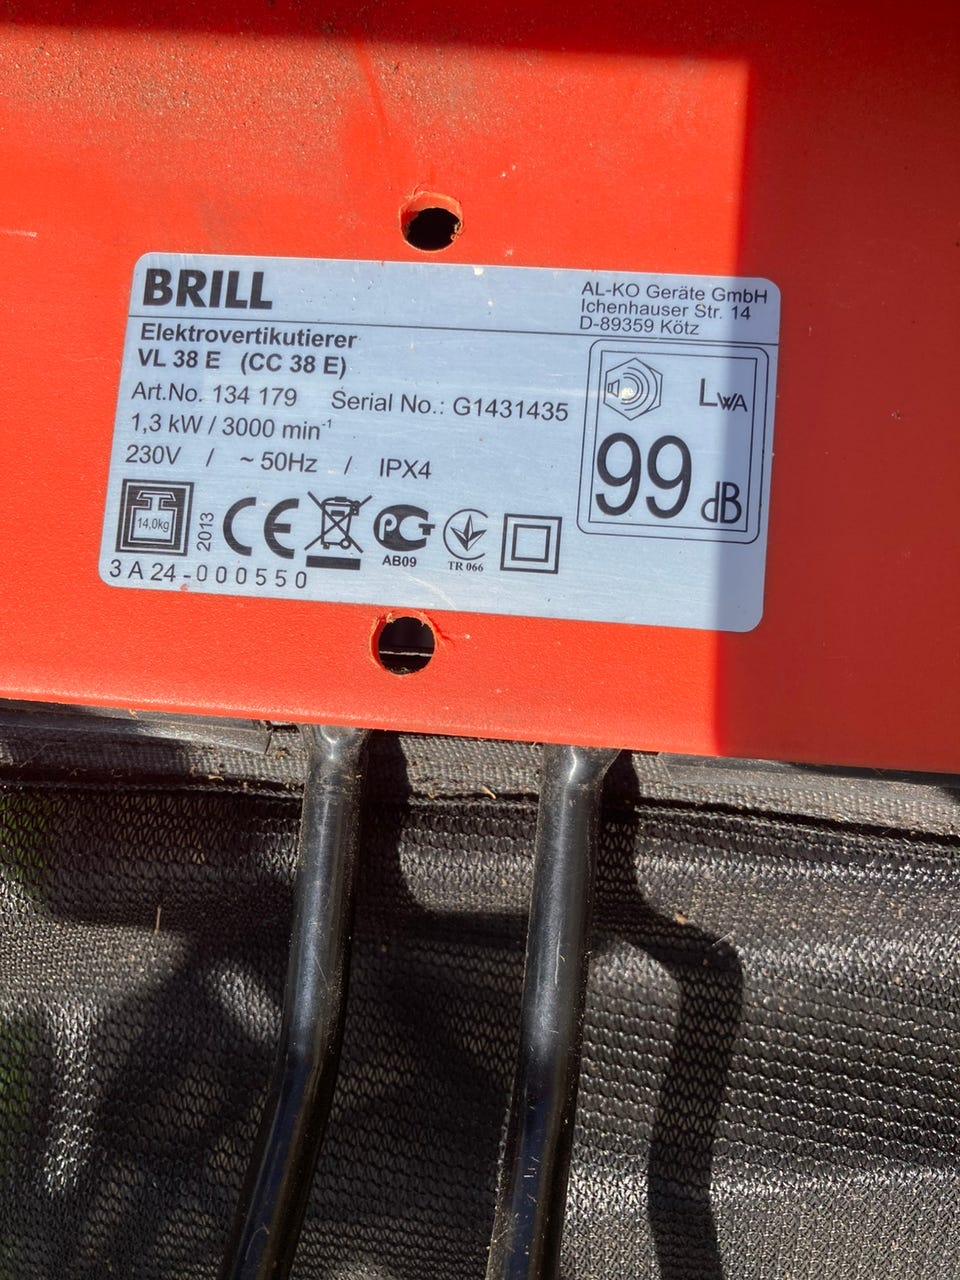 BRILL
AL-KO Geräte GmbH
Ichenhauser Str. 14
D-89359 Kötz
Elektrovertikutierer
VL 38 E (CC 38 E)
Art.No. 134 179 Serial No.: G1431435
1,3 kW / 3000 min-1
230V / ~ 50Hz / IPX4
LWA
99 dB
14,0kg
2013
CE
PCT
AB09
TR 066
3 A 24 - 000550